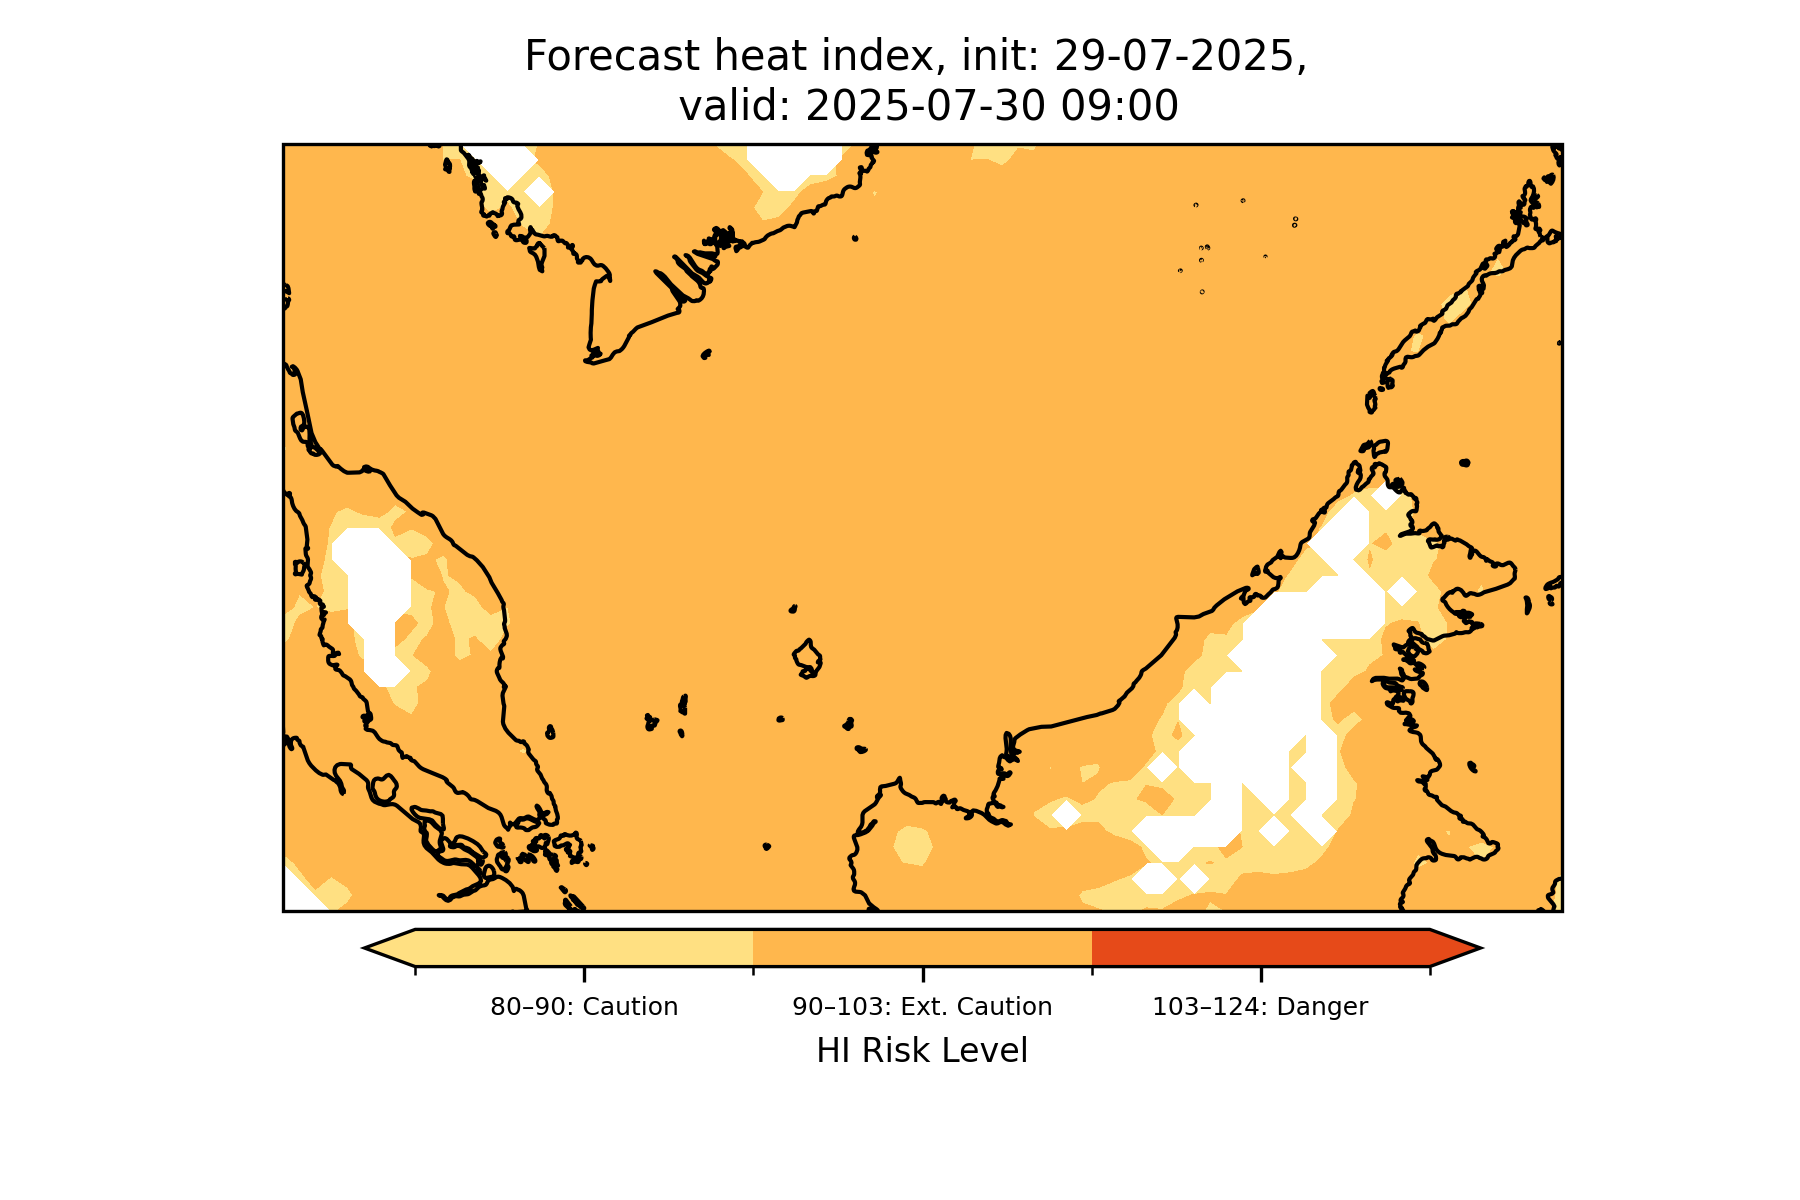 Forecast heat index, init: 29-07-2025,
valid: 2025-07-30 09:00
80–90: Caution
90–103: Ext. Caution
103–124: Danger
HI Risk Level